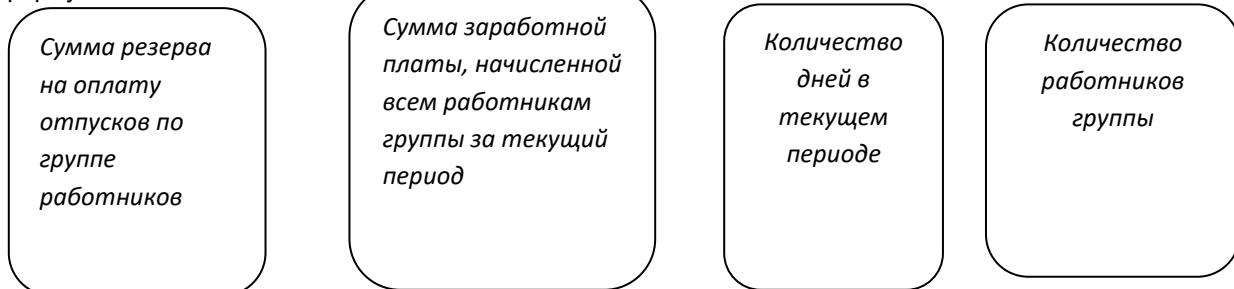 Сумма резерва
на оплату
отпусков по
группе
работников
Сумма заработной
платы, начисленной
всем работникам
группы за текущий
период
Количество
дней в
текущем
периоде
Количество
работников
группы